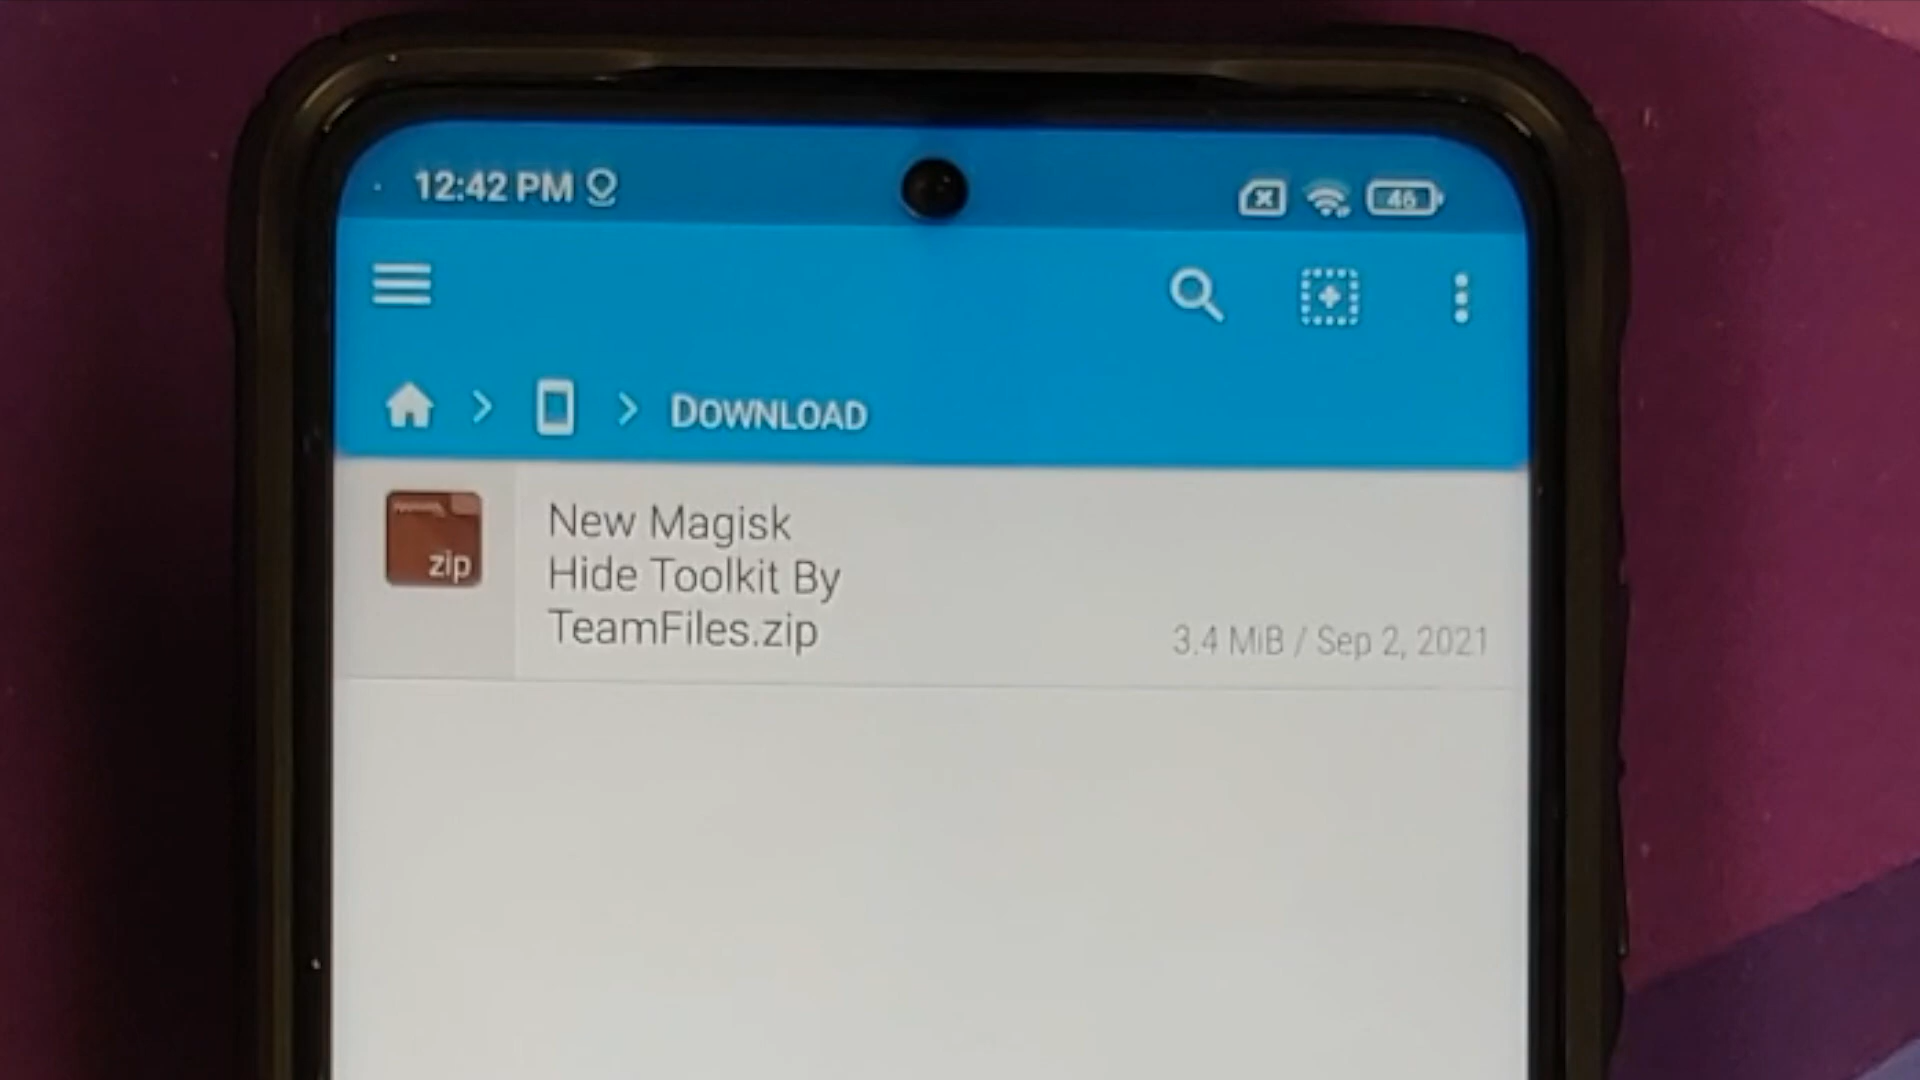 12:42 PM
46
DOWNLOAD
zip
New Magisk
Hide Toolkit By
TeamFiles.zip
3.4 MiB / Sep 2, 2021